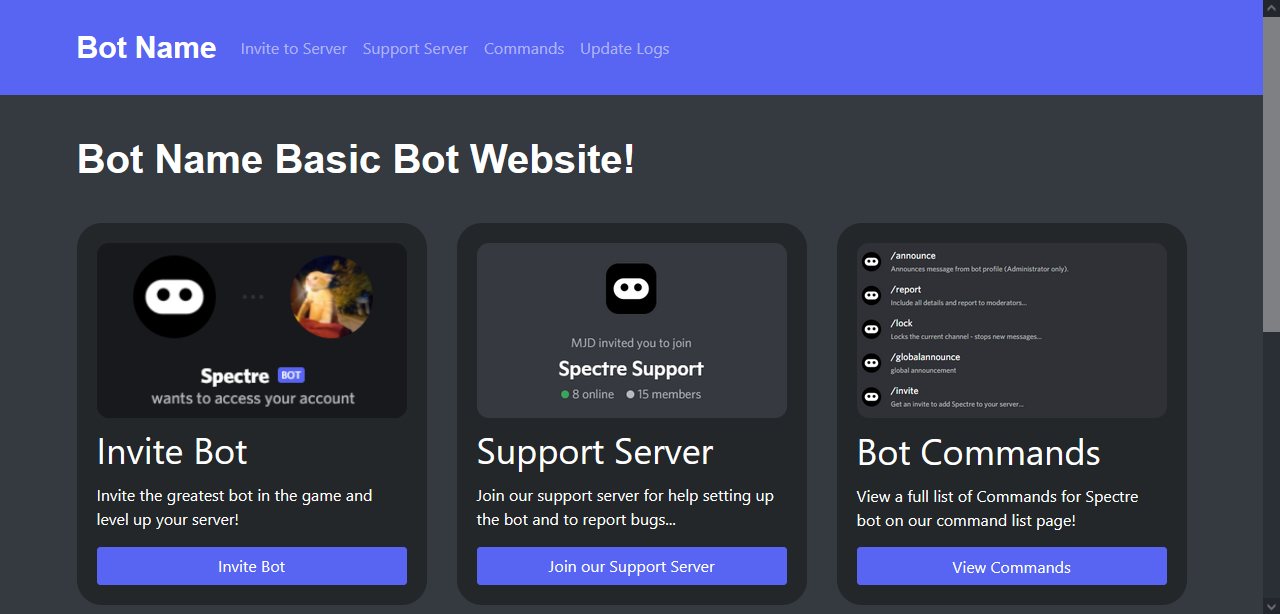 Bot Name
Invite to Server
Support Server
Commands
Update Logs
Bot Name Basic Bot Website!
Spectre BOT
wants to access your account
Invite Bot
Invite the greatest bot in the game and
level up your server!
Invite Bot
MJD invited you to join
Spectre Support
8 online 15 members
Support Server
Join our support server for help setting up
the bot and to report bugs...
Join our Support Server
/announce
Announces message from bot profile (Administrator only).
/report
Include all details and report to moderators...
/lock
Locks the current channel - stops new messages...
/globalannounce
global announcement
/invite
Get an invite to add Spectre to your server...
Bot Commands
View a full list of Commands for Spectre
bot on our command list page!
View Commands